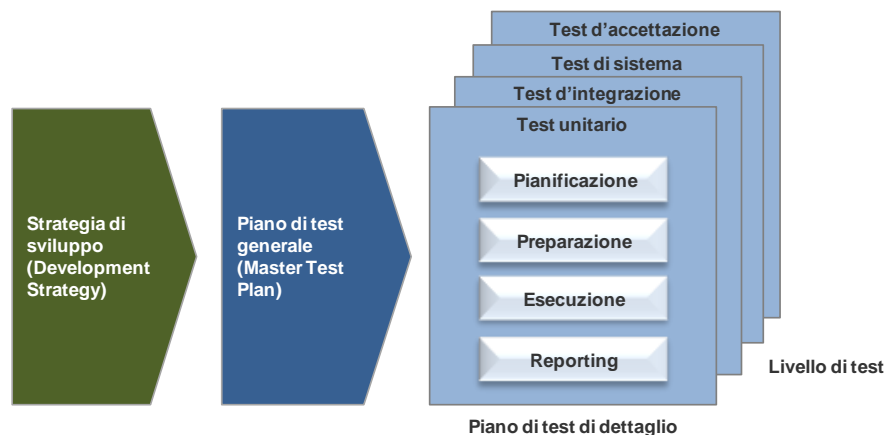 Strategia di
sviluppo
(Development
Strategy)
Piano di test
generale
(Master Test
Plan)
Test d'accettazione
Test di sistema
Test d'integrazione
Test unitario
Pianificazione
Preparazione
Esecuzione
Reporting
Livello di test
Piano di test di dettaglio